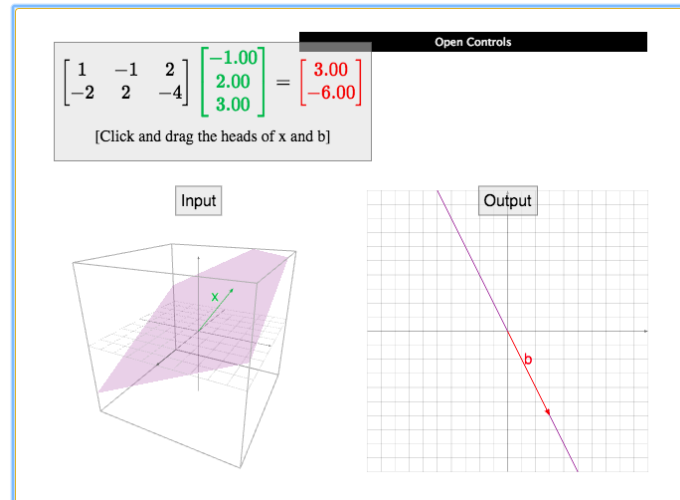 Open Controls
[1 −1 2 −2 2 −4] [−1.00 2.00 3.00] = [3.00 −6.00]
[Click and drag the heads of x and b]
Input
Output
x
b